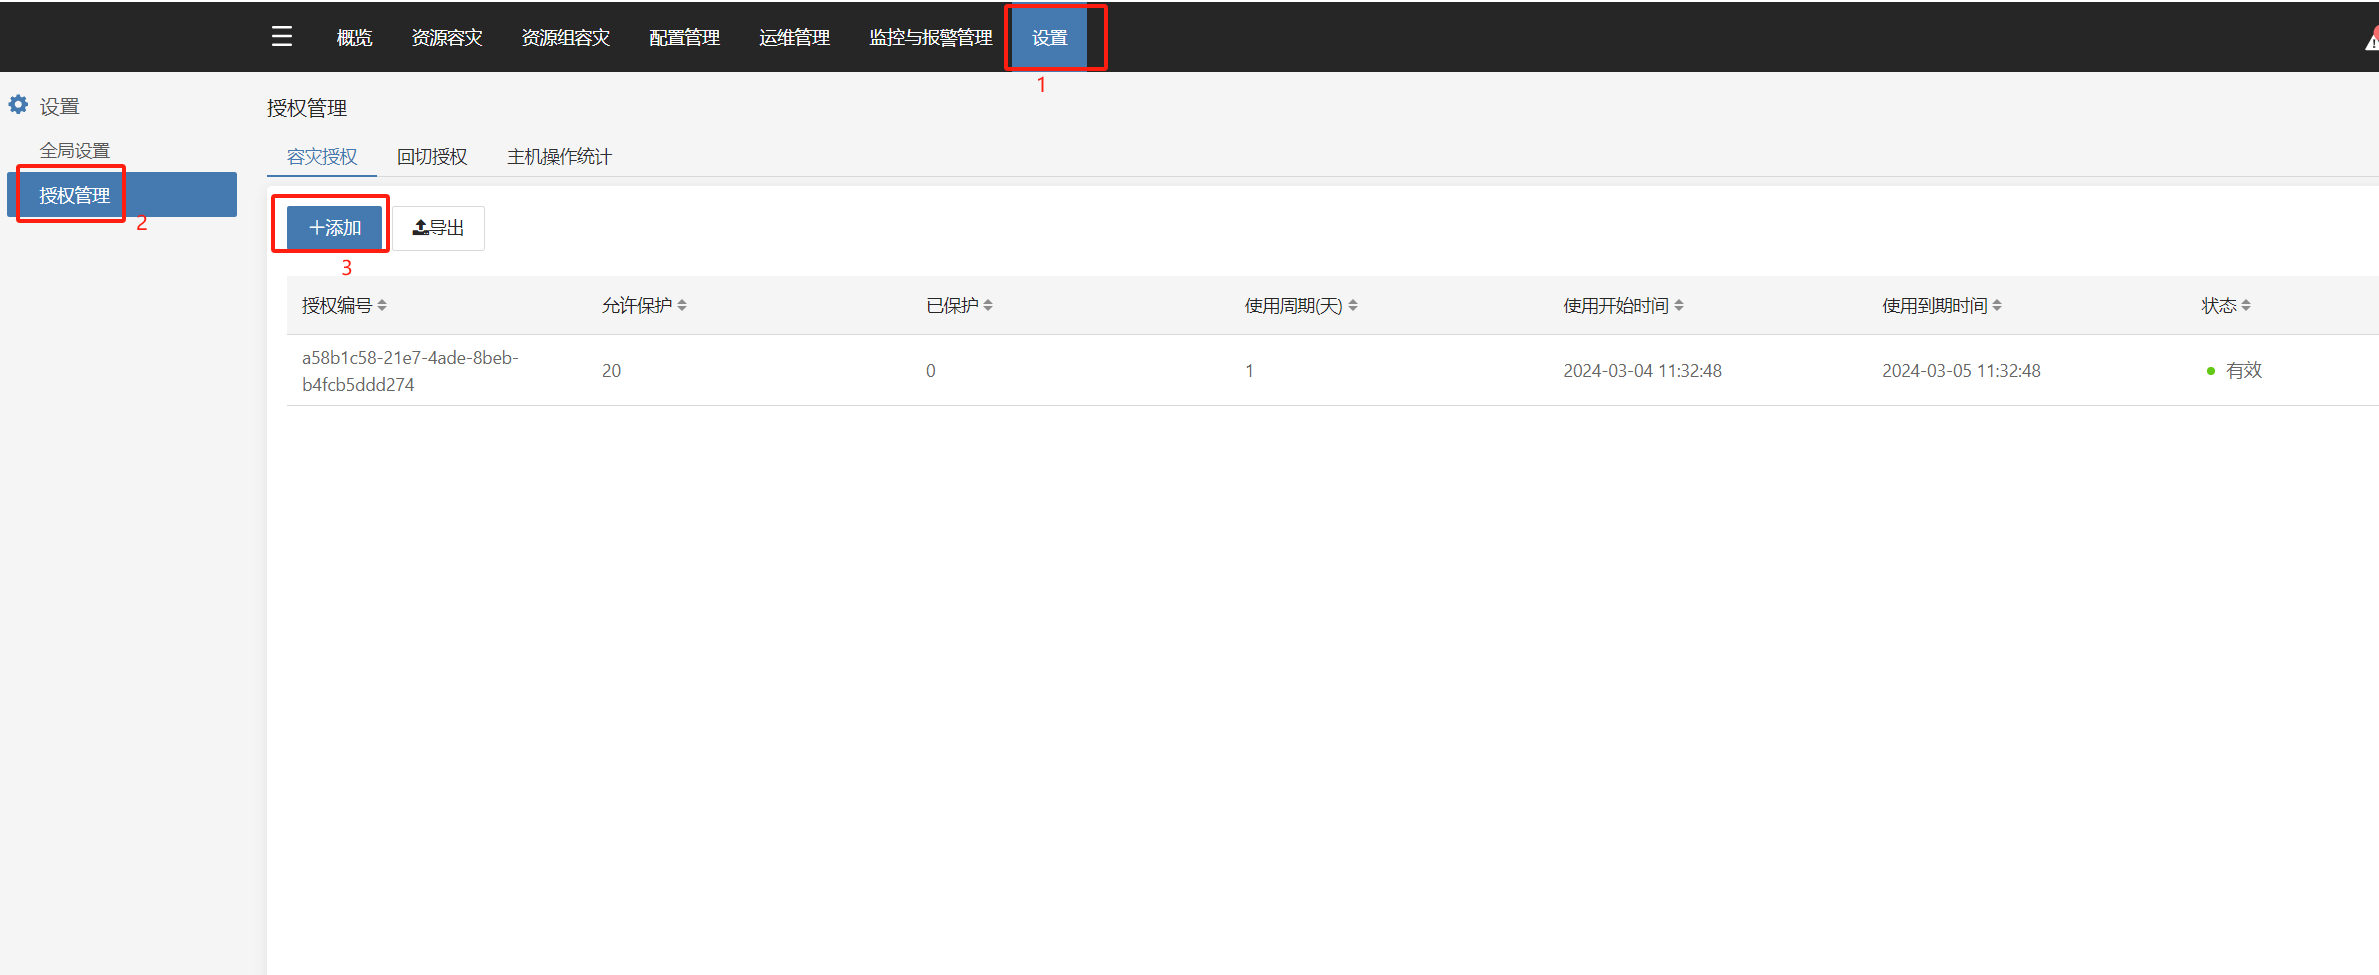 概览 资源容灾 资源组容灾 配置管理 运维管理 监控与报警管理 设置
1
设置
全局设置
授权管理
2
授权管理
容灾授权 回切授权 主机操作统计
+添加 导出
3
授权编号 允许保护 已保护 使用周期(天) 使用开始时间 使用到期时间 状态
a58b1c58-21e7-4ade-8beb-
b4fcb5ddd274 20 0 1 2024-03-04 11:32:48 2024-03-05 11:32:48 有效